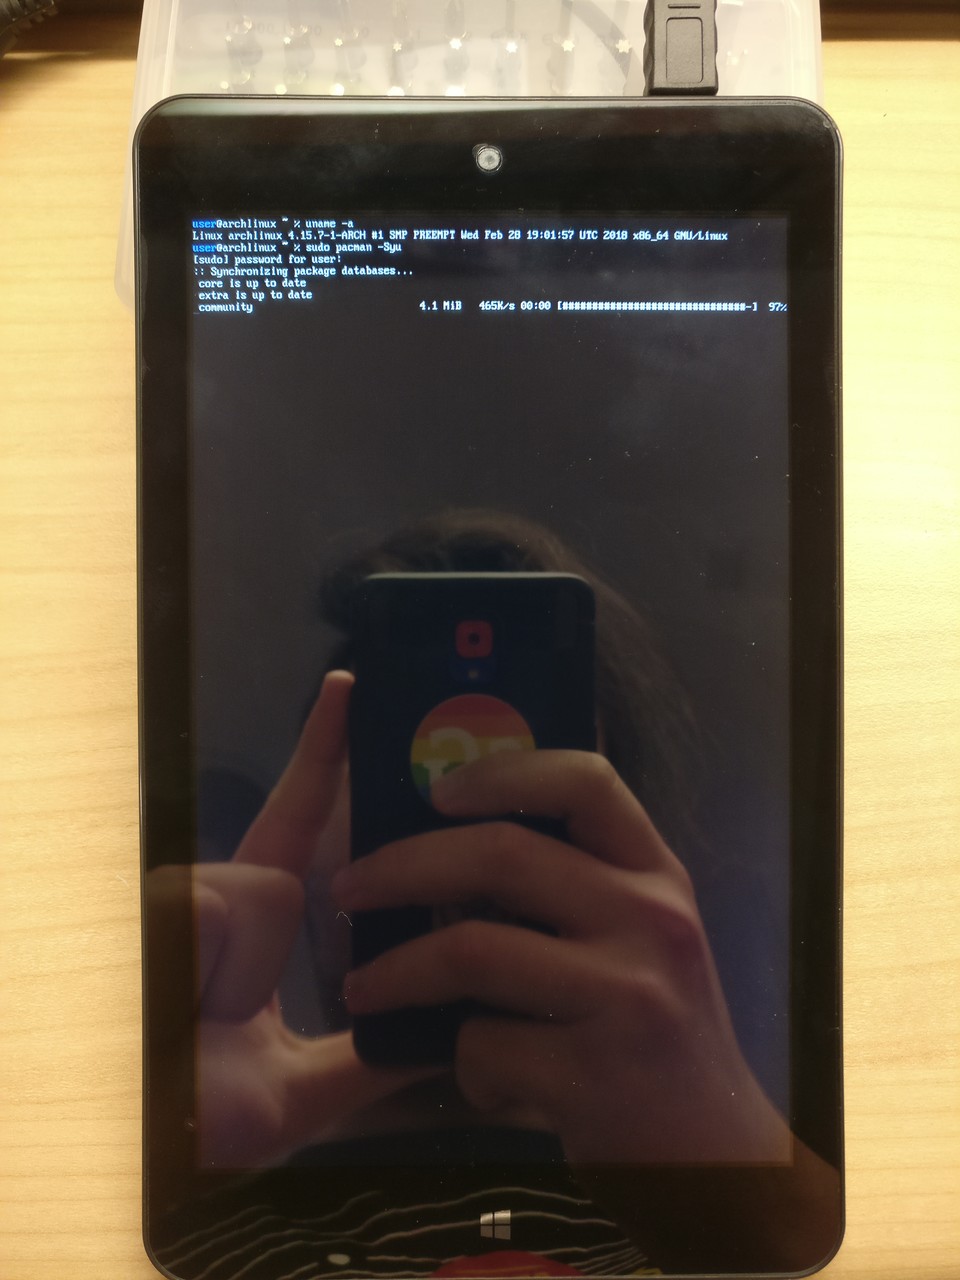 user@archlinux ~ % uname -a
Linux archlinux 4.15.7-1-ARCH #1 SMP PREEMPT Wed Feb 28 19:01:57 UTC 2018 x86_64 GNU/Linux
user@archlinux ~ % sudo pacman -Syu
[sudo] password for user:
:: Synchronizing package databases...
core is up to date
extra is up to date
community 4.1 MiB 465K/s 00:00 [################################-] 97%